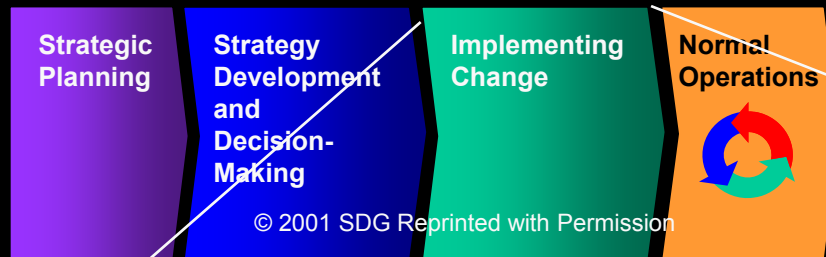 Strategic
Planning
Strategy
Development
and
Decision-
Making
Implementing
Change
Normal
Operations
© 2001 SDG Reprinted with Permission